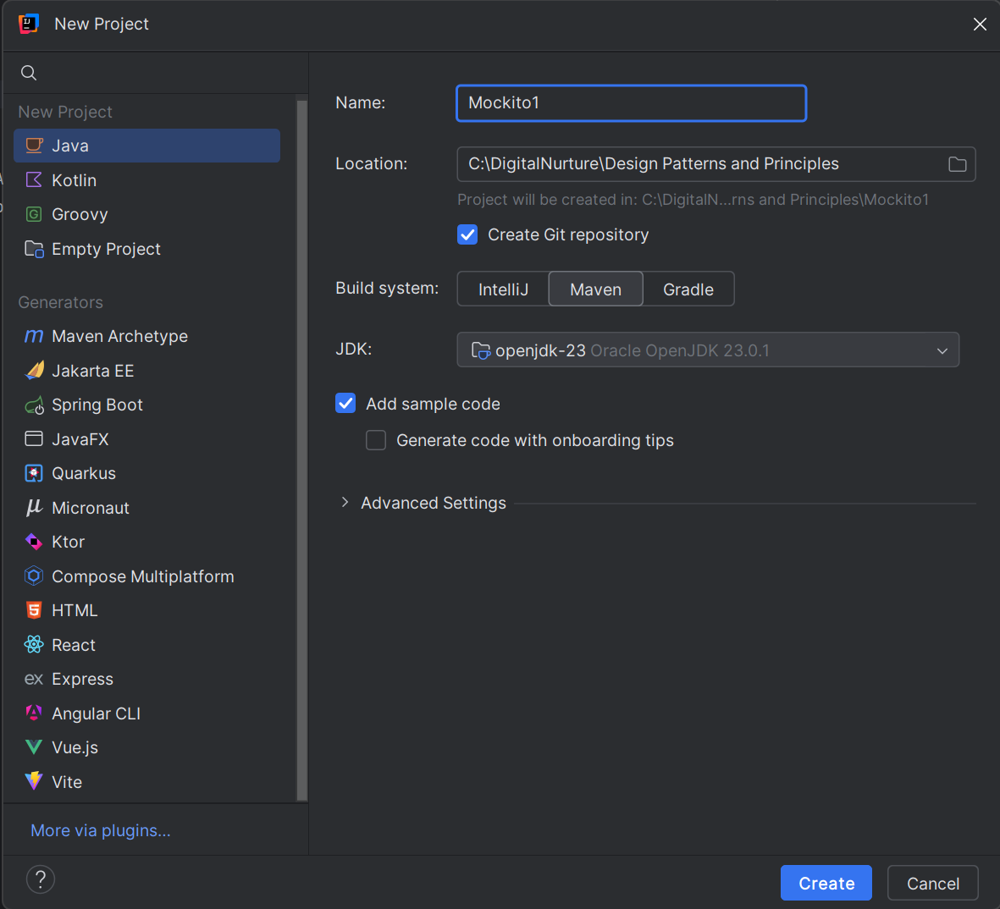 New Project
New Project
Java
Kotlin
Groovy
Empty Project
Generators
Maven Archetype
Jakarta EE
Spring Boot
JavaFX
Quarkus
Micronaut
Ktor
Compose Multiplatform
HTML
React
Express
Angular CLI
Vue.js
Vite
More via plugins...
Name: Mockito1
Location: C:\DigitalNurture\Design Patterns and Principles
Project will be created in: C:\DigitalN...rns and Principles\Mockito1
Create Git repository
Build system: IntelliJ Maven Gradle
JDK: openjdk-23 Oracle OpenJDK 23.0.1
Add sample code
Generate code with onboarding tips
Advanced Settings
? Create Cancel